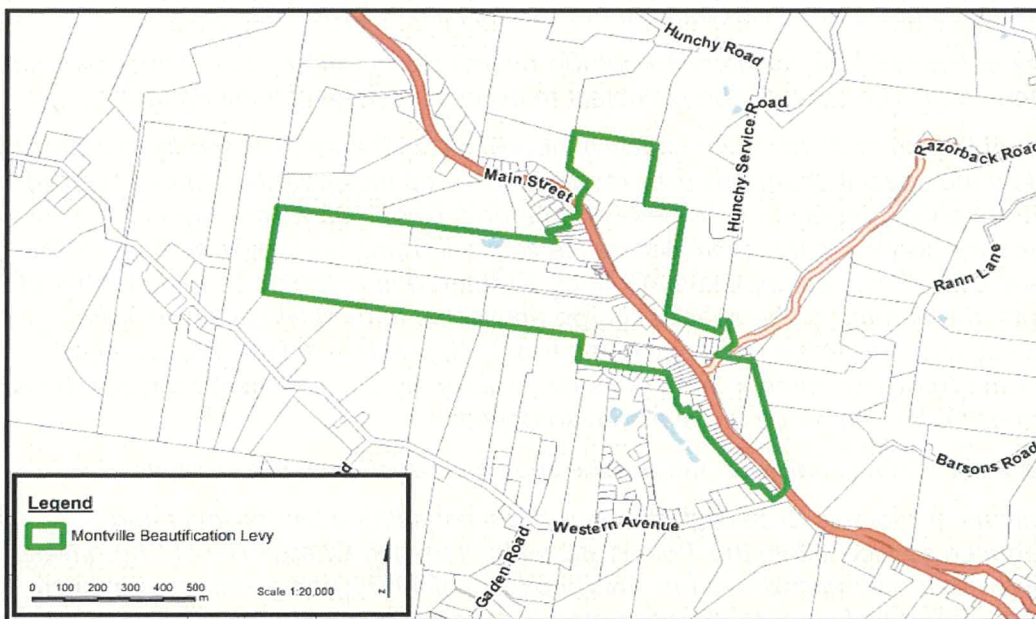 Hunchy Road
Hunchy Service Road
Razorback Road
Main Street
Rann Lane
Barsons Road
Western Avenue
Gaden Road
Legend
Montville Beautification Levy
0 100 200 300 400 500
m
Scale 1:20,000
z